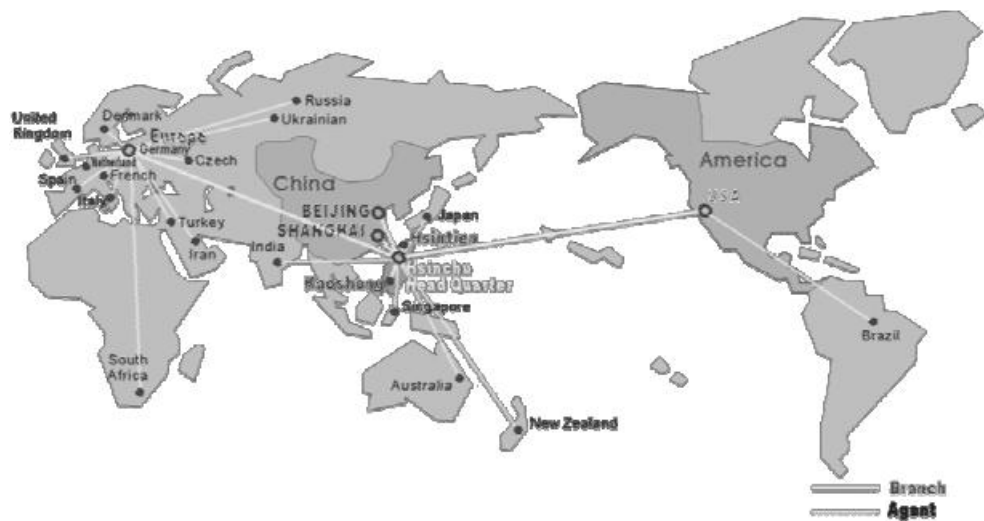 Denmark
United
Kingdom
Europe
Germany
Netherland
Spain
French
Italy
Czech
Russia
Ukrainian
Turkey
Iran
China
BEIJING
SHANGHAI
India
Japan
Hsintien
Hsinchu
Head Quarter
Kaoshung
Singapore
South
Africa
Australia
New Zealand
America
USA
Brazil
Branch
Agent